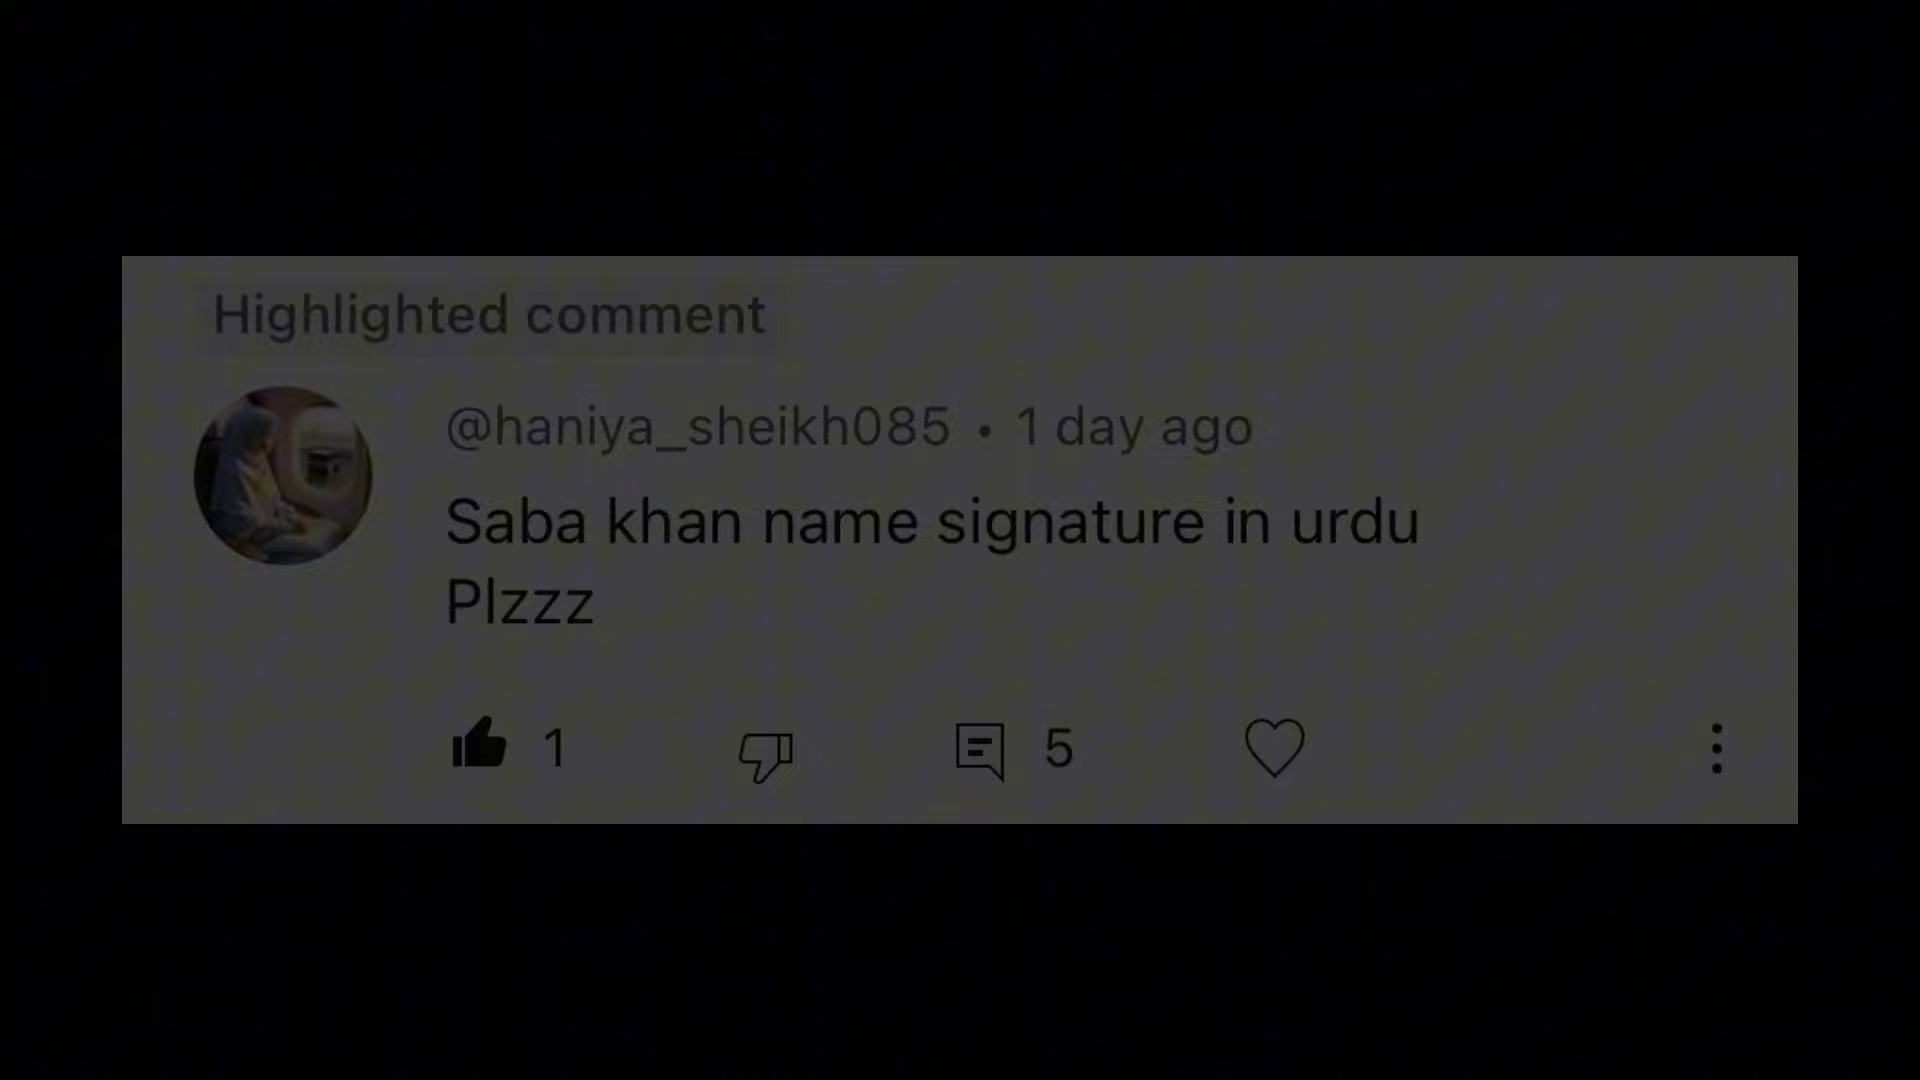 Highlighted comment
@haniya_sheikh085 • 1 day ago
Saba khan name signature in urdu
Plzzz
1 5